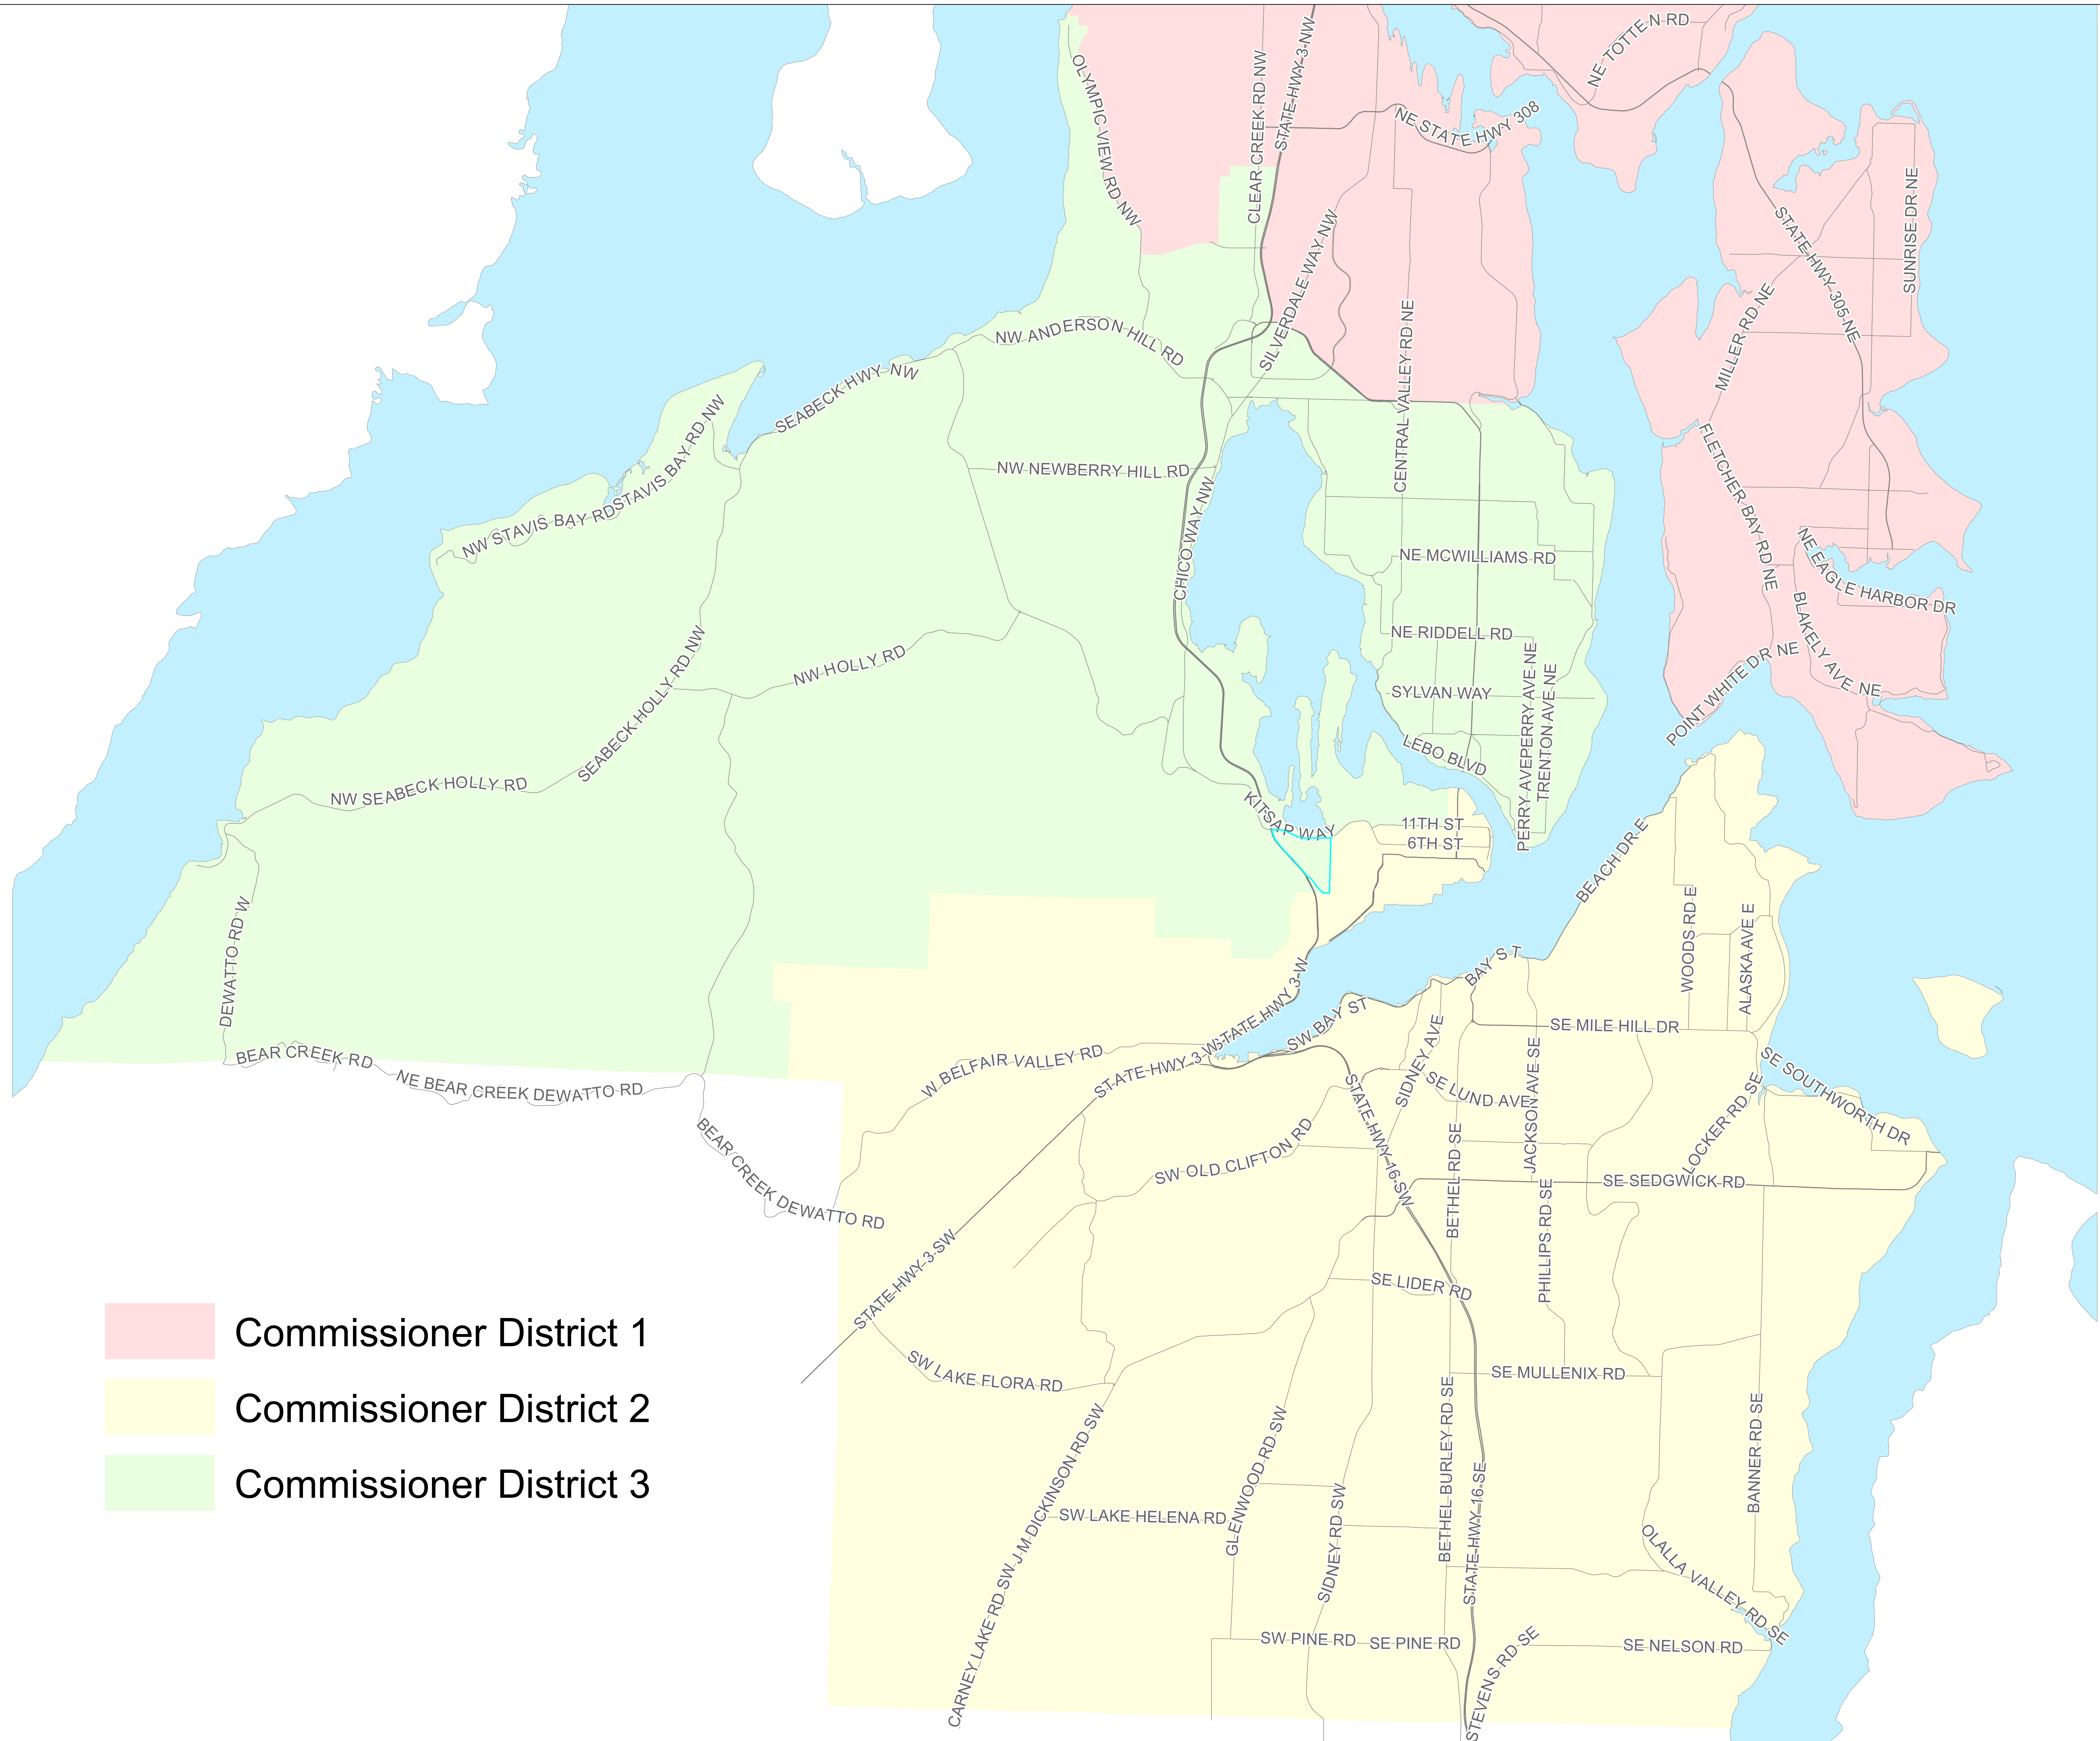 NE TOTTEN RD
OLYMPIC VIEW RD NW
CLEAR CREEK RD NW
STATE HWY 3 NW
NE STATE HWY 308
SUNRISE DR NE
STATE HWY 305 NE
SILVERDALE WAY NW
MILLER RD NE
NW ANDERSON HILL RD
CENTRAL VALLEY RD NE
SEABECK HWY NW
STAVIS BAY RD NW
NW STAVIS BAY RD
NW NEWBERRY HILL RD
FLETCHER BAY RD NE
CHICO WAY NW
NE MCWILLIAMS RD
NE EAGLE HARBOR DR
BLAKELY AVE NE
NE RIDDELL RD
NW HOLLY RD
SEABECK HOLLY RD NW
SYLVAN WAY
PERRY AVE NE
TRENTON AVE NE
POINT WHITE DR NE
LEBO BLVD
PERRY AVE
NW SEABECK HOLLY RD
KITSAP WAY
11TH ST
6TH ST
BEACH DR E
WOODS RD E
ALASKA AVE E
DEWATTO RD W
BAY ST
STATE HWY 3 W
SW BAY ST
SE MILE HILL DR
SIDNEY AVE
BEAR CREEK RD
W BELFAIR VALLEY RD
STATE HWY 3 W
NE BEAR CREEK DEWATTO RD
SE LUND AVE
JACKSON AVE SE
SE SOUTHWORTH DR
LOCKER RD SE
BEAR CREEK DEWATTO RD
SW OLD CLIFTON RD
STATE HWY 16 SW
BETHEL RD SE
SE SEDGWICK RD
PHILLIPS RD SE
STATE HWY 3 SW
SE LIDER RD
Commissioner District 1
SW LAKE FLORA RD
SE MULLENIX RD
Commissioner District 2
J M DICKINSON RD SW
GLENWOOD RD SW
BETHEL BURLEY RD SE
BANNER RD SE
Commissioner District 3
SW LAKE HELENA RD
SIDNEY RD SW
STATE HWY 16 SE
OLALLA VALLEY RD SE
CARNEY LAKE RD SW
SW PINE RD
SE PINE RD
STEVENS RD SE
SE NELSON RD